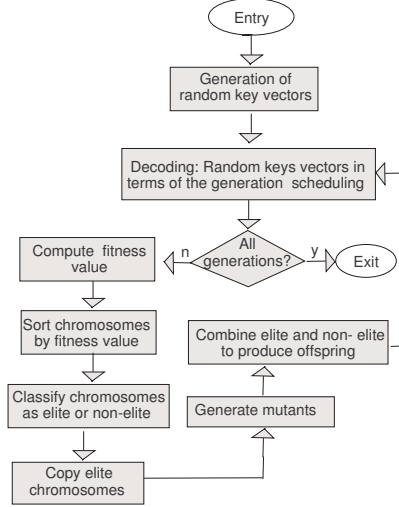 Entry
Generation of
random key vectors
Decoding: Random keys vectors in
terms of the generation scheduling
All
generations?
n
y
Exit
Compute fitness
value
Sort chromosomes
by fitness value
Classify chromosomes
as elite or non-elite
Copy elite
chromosomes
Generate mutants
Combine elite and non- elite
to produce offspring